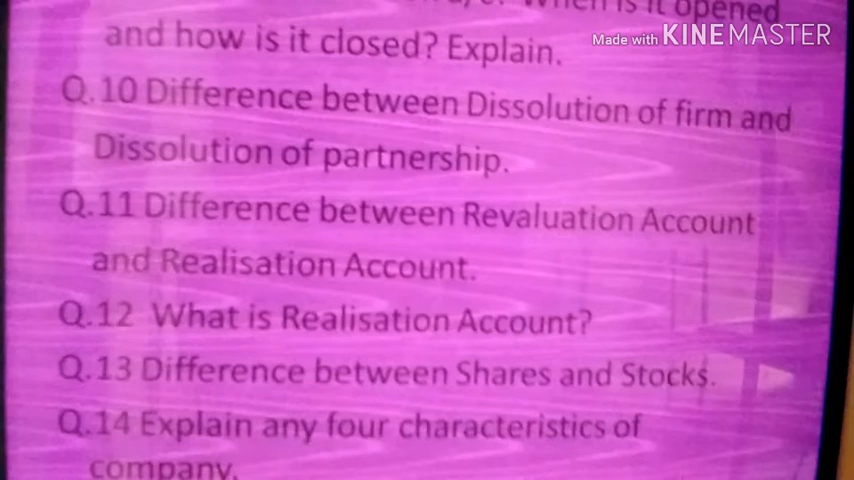 When is it opened
and how is it closed? Explain.
Made with KINEMASTER
Q.10 Difference between Dissolution of firm and
Dissolution of partnership.
Q.11 Difference between Revaluation Account
and Realisation Account.
Q.12 What is Realisation Account?
Q.13 Difference between Shares and Stocks.
Q.14 Explain any four characteristics of
company.